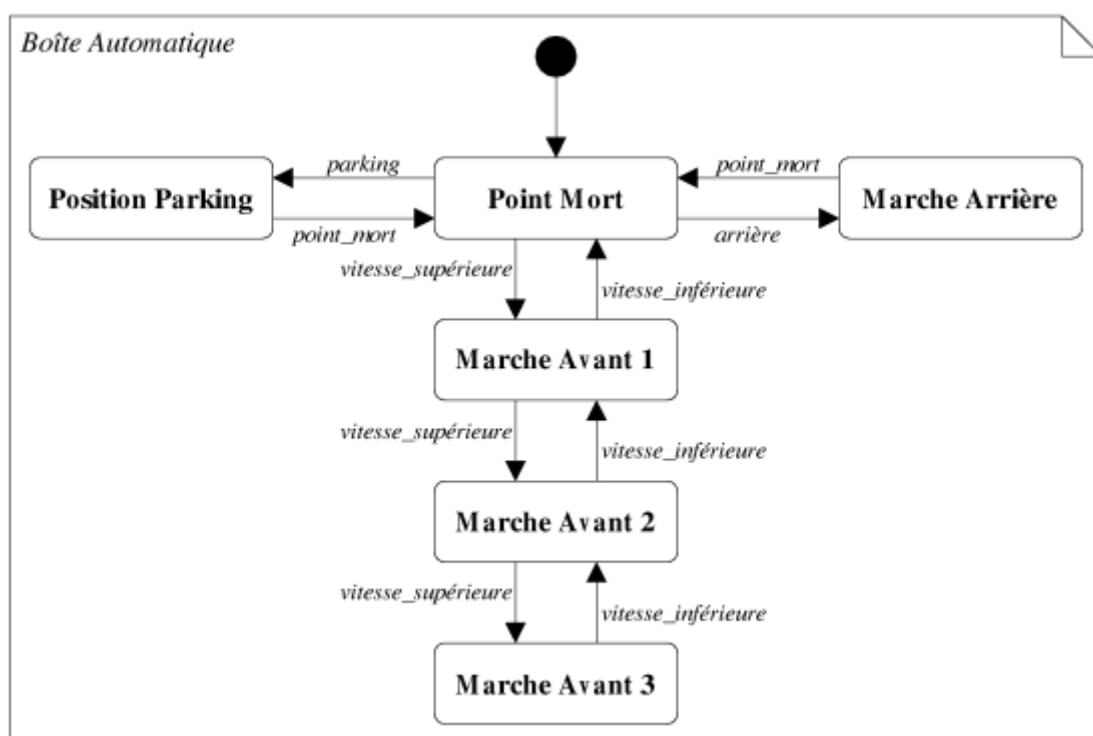 Boîte Automatique
parking
point_mort
Position Parking
Point Mort
Marche Arrière
point_mort
arrière
vitesse_supérieure
vitesse_inférieure
Marche Avant 1
vitesse_supérieure
vitesse_inférieure
Marche Avant 2
vitesse_supérieure
vitesse_inférieure
Marche Avant 3